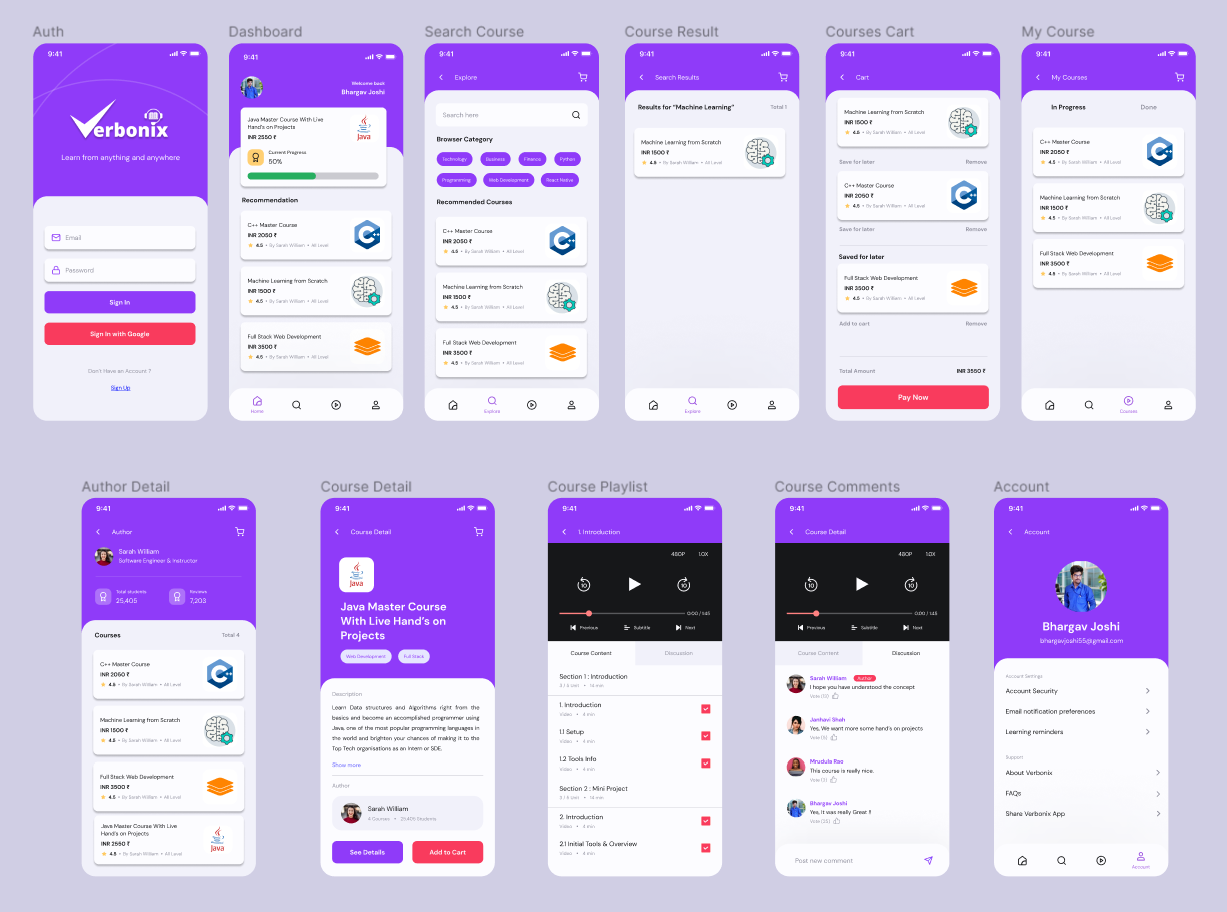 Auth
9:41
Verbonix
Learn from anything and anywhere
Email
Password
Sign In
Sign In with Google
Don't Have an Account ?
Sign Up
Dashboard
9:41
Welcome back
Bhargav Joshi
Java Master Course With Live
Hand's on Projects
INR 2550 ₹
Java
Current Progress
50%
Recommendation
C++ Master Course
INR 2050 ₹
4.5 • By Sarah William • All Level
C++
Machine Learning from Scratch
INR 1500 ₹
4.5 • By Sarah William • All Level
Full Stack Web Development
INR 3500 ₹
4.5 • By Sarah William • All Level
Home
Search Course
9:41
Explore
Search here
Browser Category
Technology
Business
Finance
Python
Programming
Web Development
React Native
Recommended Courses
C++ Master Course
INR 2050 ₹
4.5 • By Sarah William • All Level
C++
Machine Learning from Scratch
INR 1500 ₹
4.5 • By Sarah William • All Level
Full Stack Web Development
INR 3500 ₹
4.5 • By Sarah William • All Level
Explore
Course Result
9:41
Search Results
Results for "Machine Learning"
Total 1
Machine Learning from Scratch
INR 1500 ₹
4.5 • By Sarah William • All Level
Explore
Courses Cart
9:41
Cart
Machine Learning from Scratch
INR 1500 ₹
4.5 • By Sarah William • All Level
Save for later
Remove
C++ Master Course
INR 2050 ₹
4.5 • By Sarah William • All Level
C++
Save for later
Remove
Saved for later
Full Stack Web Development
INR 3500 ₹
4.5 • By Sarah William • All Level
Add to cart
Remove
Total Amount
INR 3550 ₹
Pay Now
My Course
9:41
My Courses
In Progress
Done
C++ Master Course
INR 2050 ₹
4.5 • By Sarah William • All Level
C++
Machine Learning from Scratch
INR 1500 ₹
4.5 • By Sarah William • All Level
Full Stack Web Development
INR 3500 ₹
4.5 • By Sarah William • All Level
Courses
Author Detail
9:41
Author
Sarah William
Software Engineer & Instructor
Total students
25,405
Reviews
7,203
Courses
Total 4
C++ Master Course
INR 2050 ₹
4.5 • By Sarah William • All Level
C++
Machine Learning from Scratch
INR 1500 ₹
4.5 • By Sarah William • All Level
Full Stack Web Development
INR 3500 ₹
4.5 • By Sarah William • All Level
Java Master Course With Live
Hand's on Projects
INR 2550 ₹
4.5 • By Sarah William • All Level
Java
Course Detail
9:41
Course Detail
Java
Java Master Course
With Live Hand's on
Projects
Web Development
Full Stack
Description
Learn Data structures and Algorithms right from the
basics and become an accomplished programmer using
Java, one of the most popular programming languages in
the world and brighton your chances of making it to the
Top Tech organisations as an Intern or SDE.
Show more
Author
Sarah William
4 Courses • 25405 Students
See Details
Add to Cart
Course Playlist
9:41
1. Introduction
480P
1.0X
10
10
0:00 / 1:45
Previous
Subtitle
Next
Course Content
Discussion
Section 1 : Introduction
14 min
1. Introduction
Video • 4 min
1.1 Setup
Video • 4 min
1.2 Tools Info
Video • 4 min
Section 2 : Mini Project
14 min
2. Introduction
Video • 4 min
2.1 Initial Tools & Overview
Video • 4 min
Course Comments
9:41
Course Detail
480P
1.0X
10
10
0:00 / 1:45
Previous
Subtitle
Next
Course Content
Discussion
Sarah William
Author
I hope you have understood the concept
Vote
Janhavi Shah
Yes, We want more some hand's on projects
Vote
Mrudula Rao
This course is really nice.
Vote
Bhargav Joshi
Yes, It was really Great !!
Vote
Post new comment
Account
9:41
Account
Bhargav Joshi
bhargavjoshi55@gmail.com
Account Settings
Account Security
Email notification preferences
Learning reminders
Support
About Verbonix
FAQs
Share Verbonix App
Account